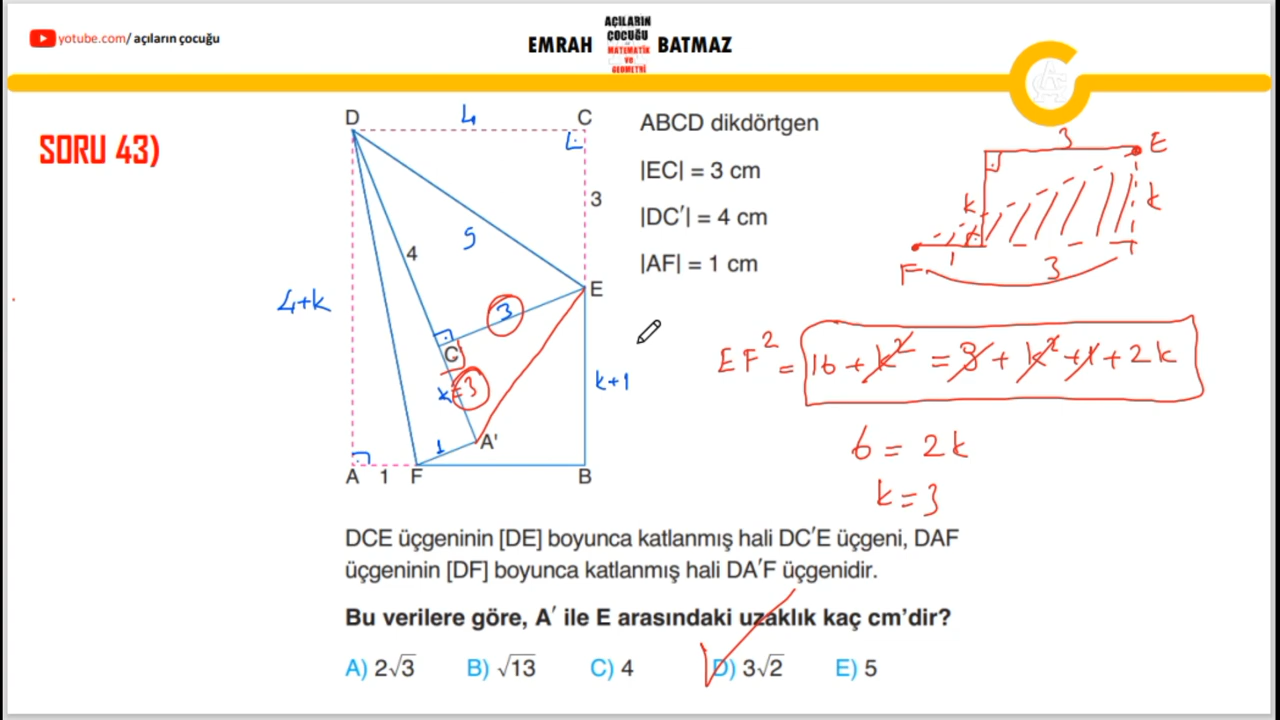 yotube.com/ açıların çocuğu
EMRAH
AÇILARIN
ÇOCUĞU
MATEMATİK
VE
GEOMETRİ
BATMAZ
SORU 43)
D
4
C
3
5
4
4+k
E
3
C'
k=3
k+1
1
A'
A 1 F
B
ABCD dikdörtgen
|EC| = 3 cm
|DC'| = 4 cm
|AF| = 1 cm
3
E
k
k
F
1
3
EF² = 16 + k² = 9 + k² + 1 + 2k
6 = 2k
k = 3
DCE üçgeninin [DE] boyunca katlanmış hali DC'E üçgeni, DAF
üçgeninin [DF] boyunca katlanmış hali DA'F üçgenidir.
Bu verilere göre, A' ile E arasındaki uzaklık kaç cm'dir?
A) 2√3 B) √13 C) 4 D) 3√2 E) 5